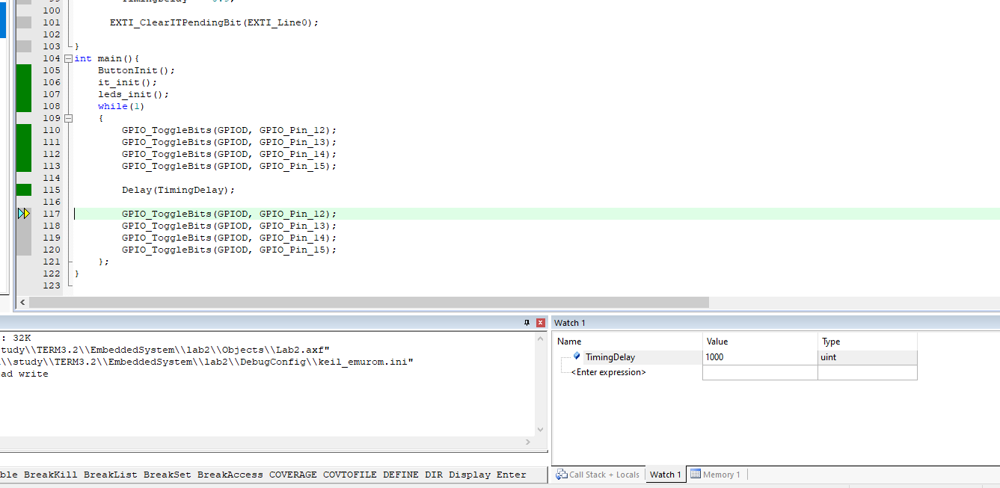 100
101 EXTI_ClearITPendingBit(EXTI_Line0);
102
103 }
104 int main(){
105 ButtonInit();
106 it_init();
107 leds_init();
108 while(1)
109 {
110 GPIO_ToggleBits(GPIOD, GPIO_Pin_12);
111 GPIO_ToggleBits(GPIOD, GPIO_Pin_13);
112 GPIO_ToggleBits(GPIOD, GPIO_Pin_14);
113 GPIO_ToggleBits(GPIOD, GPIO_Pin_15);
114
115 Delay(TimingDelay);
116
117 GPIO_ToggleBits(GPIOD, GPIO_Pin_12);
118 GPIO_ToggleBits(GPIOD, GPIO_Pin_13);
119 GPIO_ToggleBits(GPIOD, GPIO_Pin_14);
120 GPIO_ToggleBits(GPIOD, GPIO_Pin_15);
121 };
122 }
123
: 32K
tudy\\TERM3.2\\EmbeddedSystem\\lab2\\Objects\\Lab2.axf"
\\study\\TERM3.2\\EmbeddedSystem\\lab2\\DebugConfig\\keil_emurom.ini"
ad write
ble BreakKill BreakList BreakSet BreakAccess COVERAGE COVTOFILE DEFINE DIR Display Enter
Watch 1
Name Value Type
TimingDelay 1000 uint
<Enter expression>
Call Stack + Locals Watch 1 Memory 1